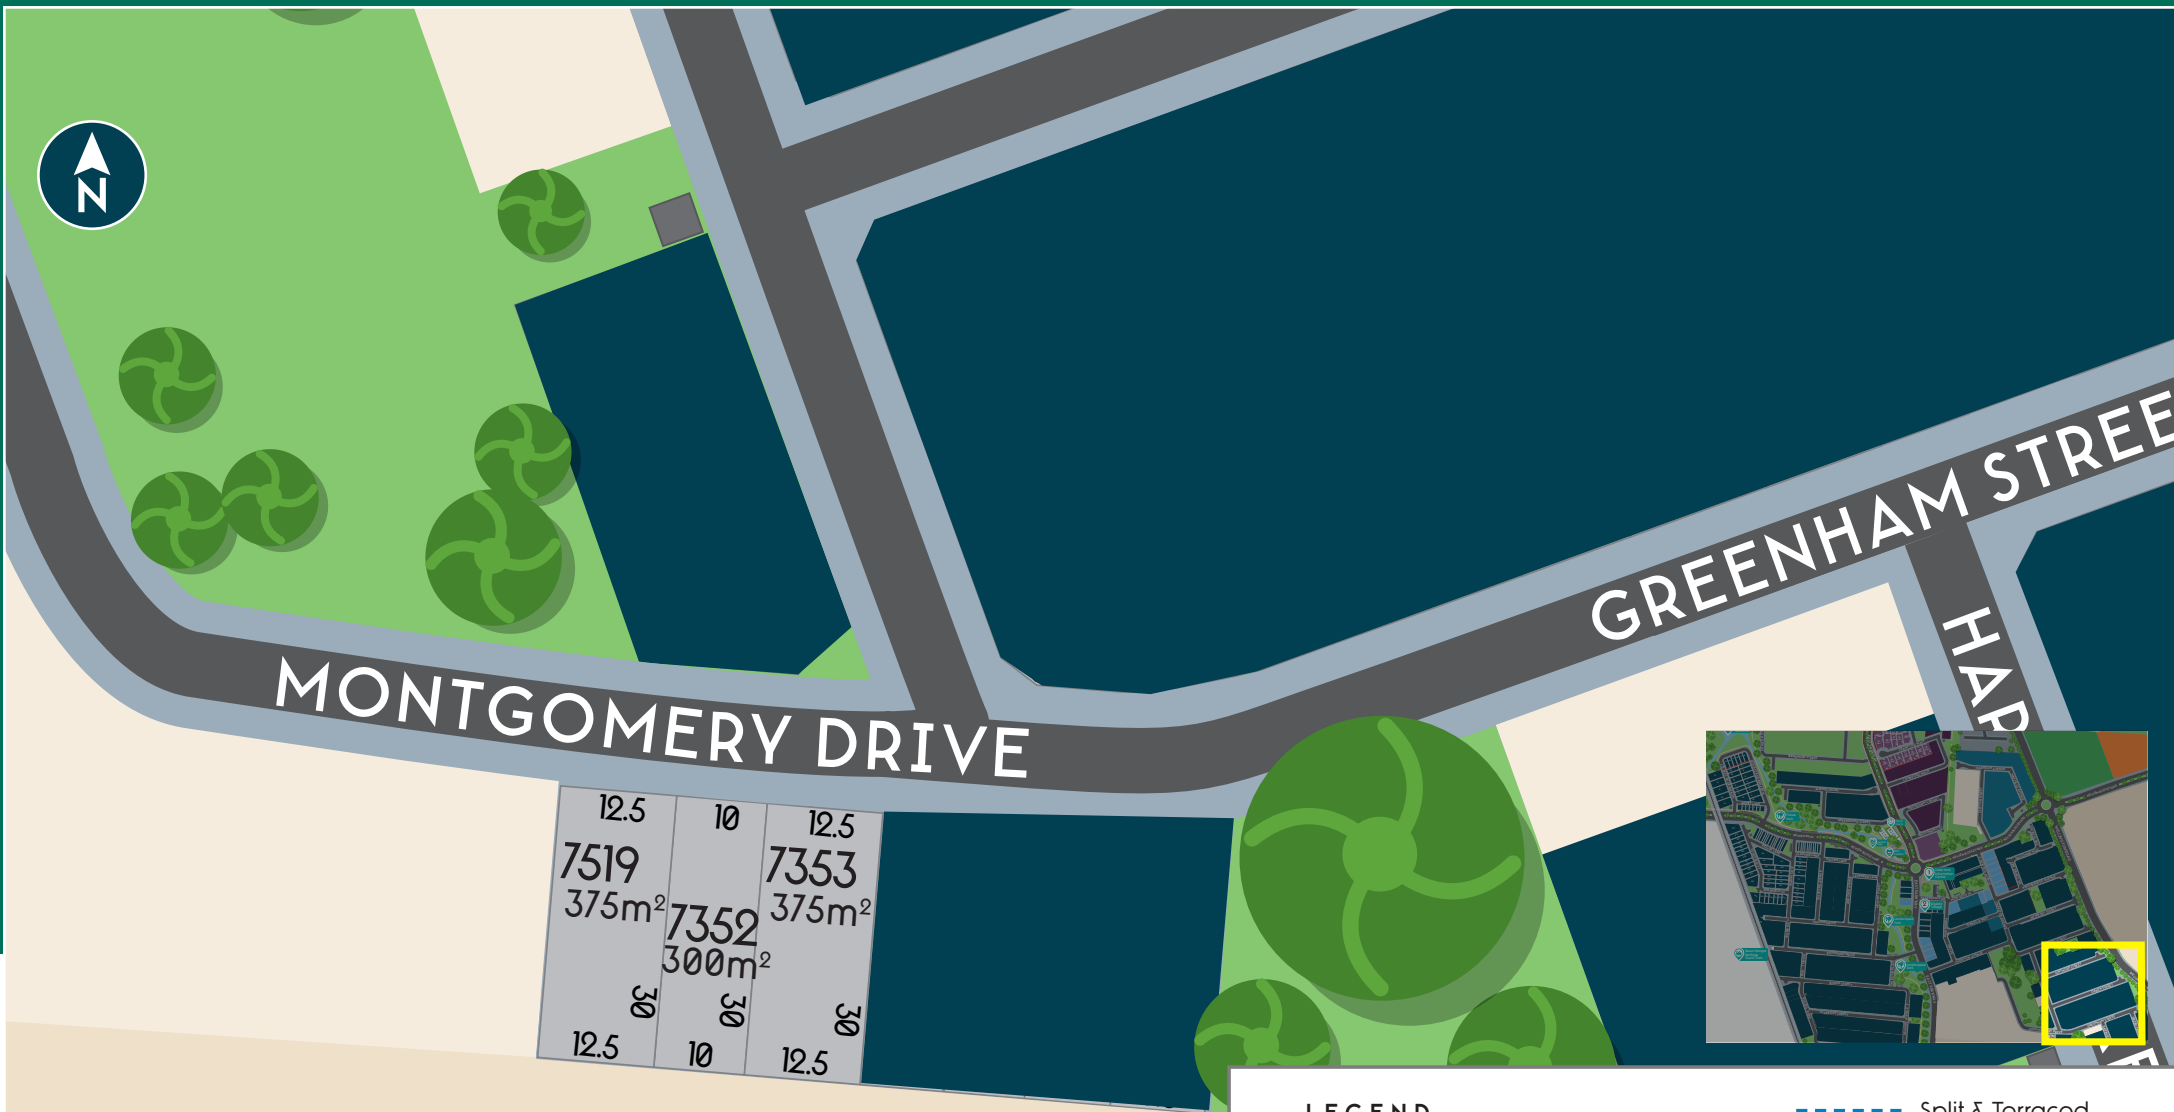 N
GREENHAM STREE
HAR
MONTGOMERY DRIVE
12.5 10 12.5
7519 7353
375m² 375m²
7352
300m²
30 30 30
12.5 10 12.5
LEGEND
Split & Terraced